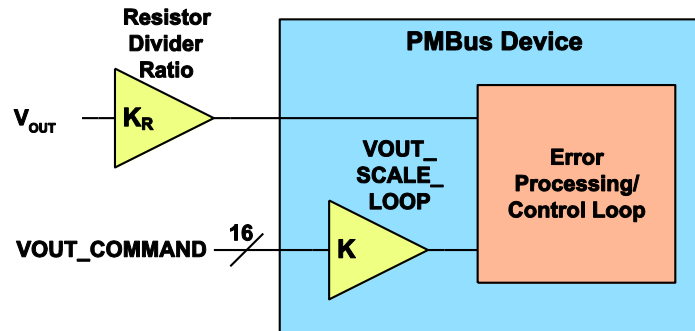 Resistor
Divider
Ratio
PMBus Device
VOUT
KR
VOUT_
SCALE_
LOOP
Error
Processing/
Control Loop
VOUT_COMMAND
16
K